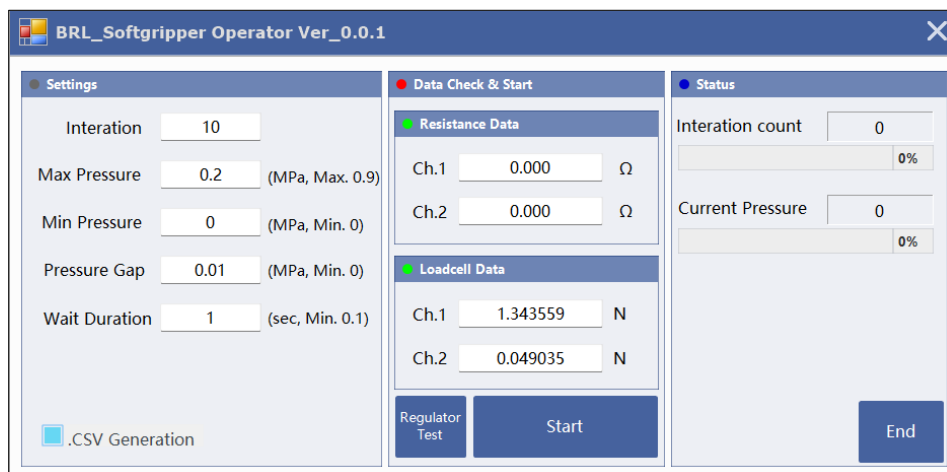 BRL_Softgripper Operator Ver_0.0.1
Settings
Interation 10
Max Pressure 0.2 (MPa, Max. 0.9)
Min Pressure 0 (MPa, Min. 0)
Pressure Gap 0.01 (MPa, Min. 0)
Wait Duration 1 (sec, Min. 0.1)
.CSV Generation
Data Check & Start
Resistance Data
Ch.1 0.000 Ω
Ch.2 0.000 Ω
Loadcell Data
Ch.1 1.343559 N
Ch.2 0.049035 N
Regulator
Test
Start
Status
Interation count 0
0%
Current Pressure 0
0%
End